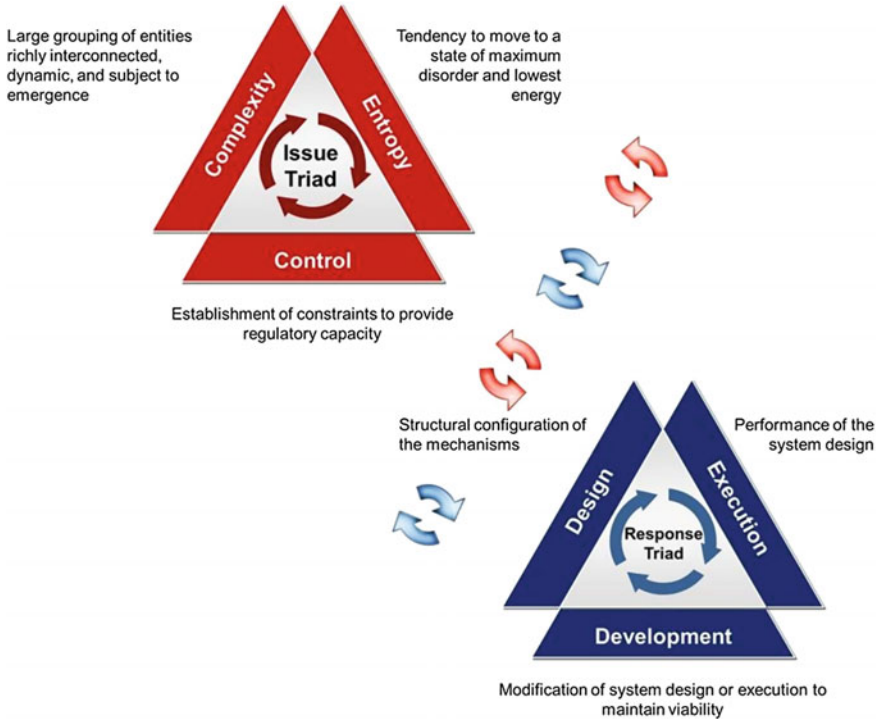 Large grouping of entities
richly interconnected,
dynamic, and subject to
emergence
Tendency to move to a
state of maximum
disorder and lowest
energy
Complexity
Entropy
Issue
Triad
Control
Establishment of constraints to provide
regulatory capacity
Structural configuration of
the mechanisms
Performance of the
system design
Design
Execution
Response
Triad
Development
Modification of system design or execution to
maintain viability